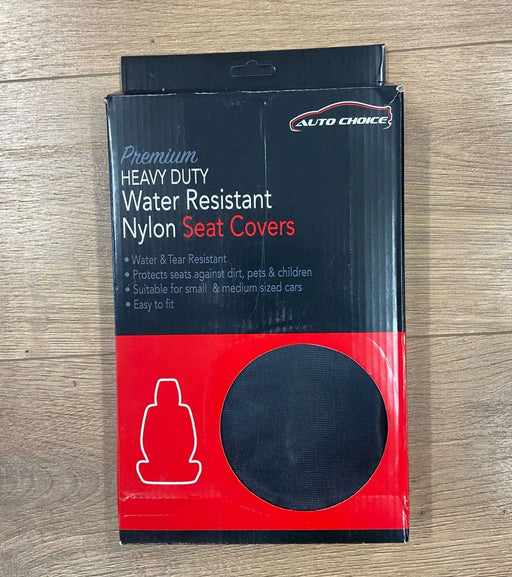 AUTO CHOICE
Premium
HEAVY DUTY
Water Resistant
Nylon Seat Covers
• Water & Tear Resistant
• Protects seats against dirt, pets & children
• Suitable for small & medium sized cars
• Easy to fit